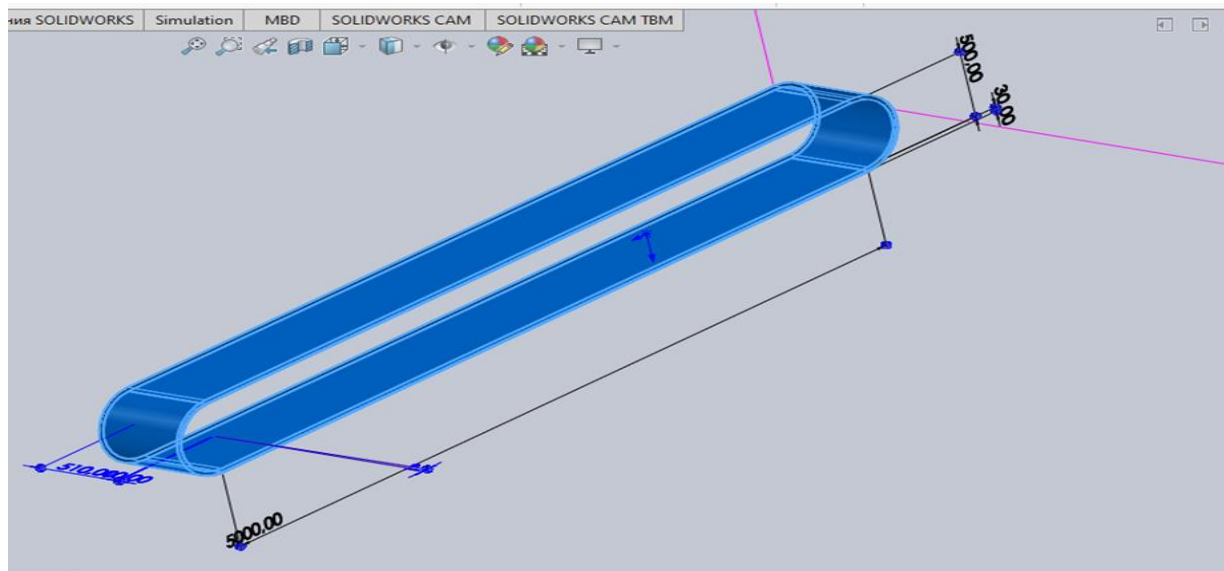 ния SOLIDWORKS
Simulation
MBD
SOLIDWORKS CAM
SOLIDWORKS CAM TBM
500,00
30,00
5000,00